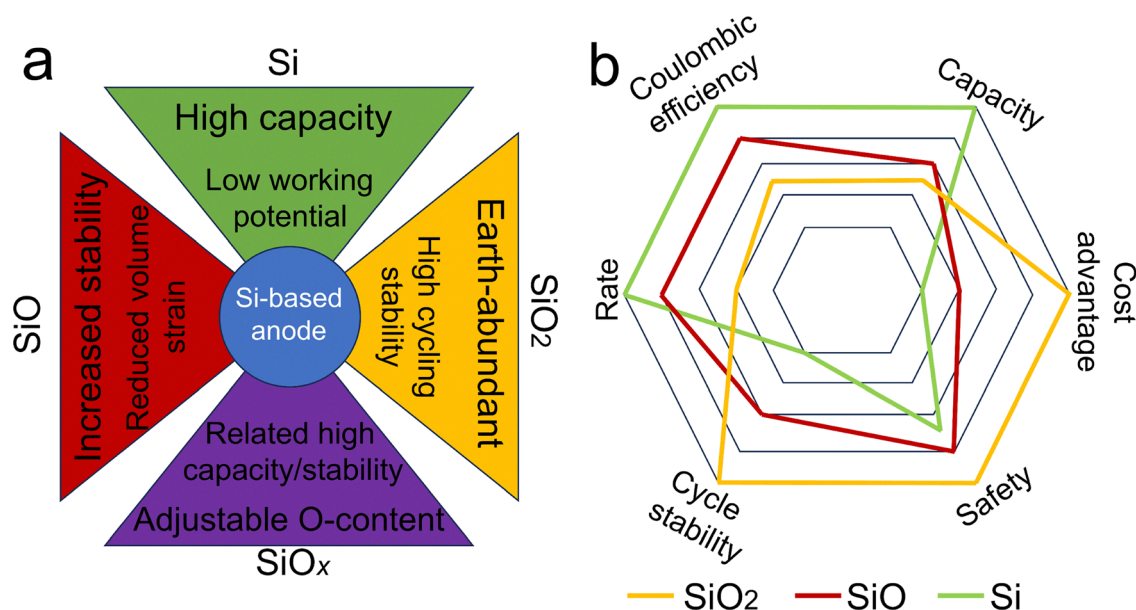 a
Si
High capacity
Low working
potential
SiO
Increased stability
Reduced volume
strain
Si-based
anode
High cycling
stability
Earth-abundant
SiO₂
Related high
capacity/stability
Adjustable O-content
SiOx
b
Coulombic
efficiency
Capacity
Rate
Cost
advantage
Cycle
stability
Safety
SiO₂
SiO
Si